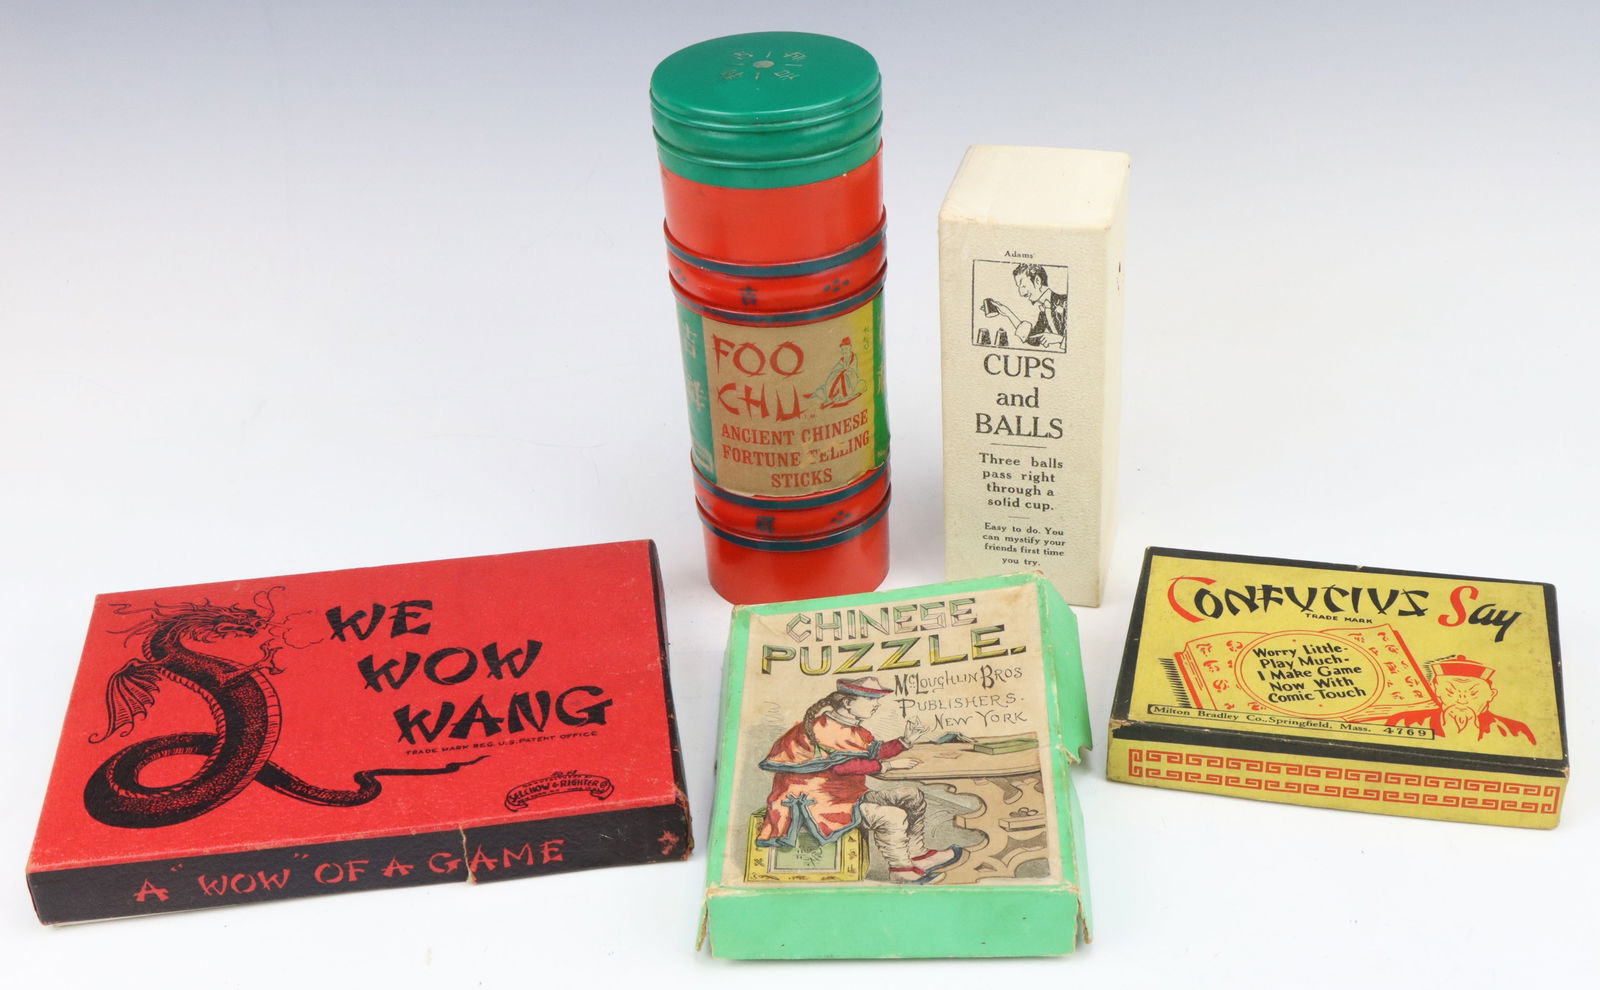 WE
WOW
WANG
TRADE MARK REG. U.S. PATENT OFFICE
SELCHOW & RIGHTER CO
A "WOW" OF A GAME
FOO
CHU
ANCIENT CHINESE
FORTUNE TELLING
STICKS
Adams'
CUPS
and
BALLS
Three balls
pass right
through a
solid cup.
Easy to do. You
can mystify your
friends first time
you try.
CHINESE
PUZZLE.
McLOUGHLIN BROS
PUBLISHERS.
NEW YORK
CONFUCIUS Say
TRADE MARK
Worry Little-
Play Much-
I Make Game
Now With
Comic Touch
Milton Bradley Co., Springfield, Mass. 4769